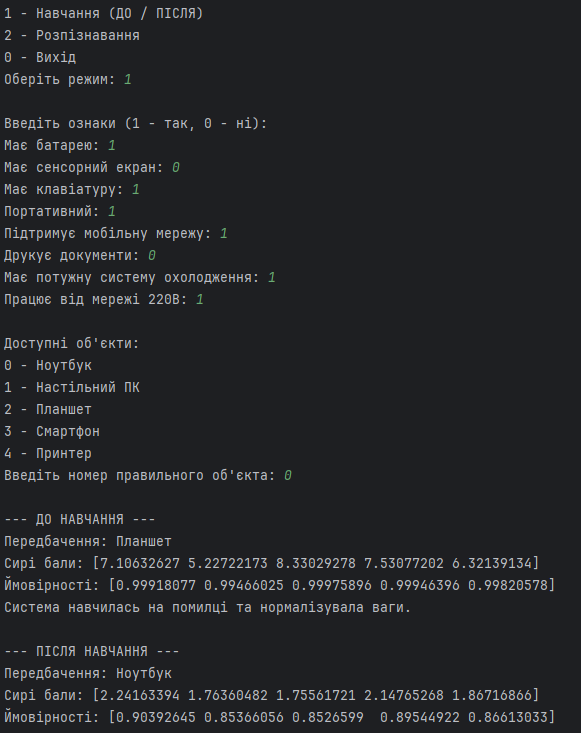 1 - Навчання (ДО / ПІСЛЯ)
2 - Розпізнавання
0 - Вихід
Оберіть режим: 1
Введіть ознаки (1 - так, 0 - ні):
Має батарею: 1
Має сенсорний екран: 0
Має клавіатуру: 1
Портативний: 1
Підтримує мобільну мережу: 1
Друкує документи: 0
Має потужну систему охолодження: 1
Працює від мережі 220В: 1
Доступні об'єкти:
0 - Ноутбук
1 - Настільний ПК
2 - Планшет
3 - Смартфон
4 - Принтер
Введіть номер правильного об'єкта: 0
--- ДО НАВЧАННЯ ---
Передбачення: Планшет
Сирі бали: [7.10632627 5.22722173 8.33029278 7.53077202 6.32139134]
Ймовірності: [0.99918077 0.99466025 0.99975896 0.99946396 0.99820578]
Система навчилась на помилці та нормалізувала ваги.
--- ПІСЛЯ НАВЧАННЯ ---
Передбачення: Ноутбук
Сирі бали: [2.24163394 1.76360482 1.75561721 2.14765268 1.86716866]
Ймовірності: [0.90392645 0.85366056 0.8526599  0.89544922 0.86613033]